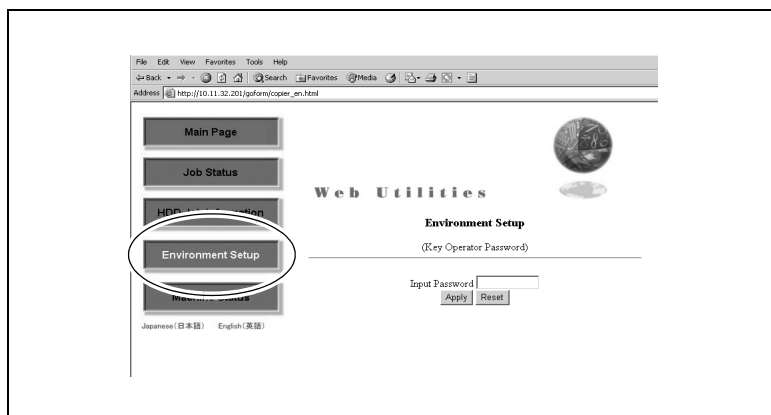 File Edit View Favorites Tools Help
Back Search Favorites Media
Address http://10.11.32.201/goform/copier_en.html
Main Page
Job Status
Environment Setup
Status
Japanese(日本語) English(英語)
Web Utilities
Environment Setup
(Key Operator Password)
Input Password
Apply Reset